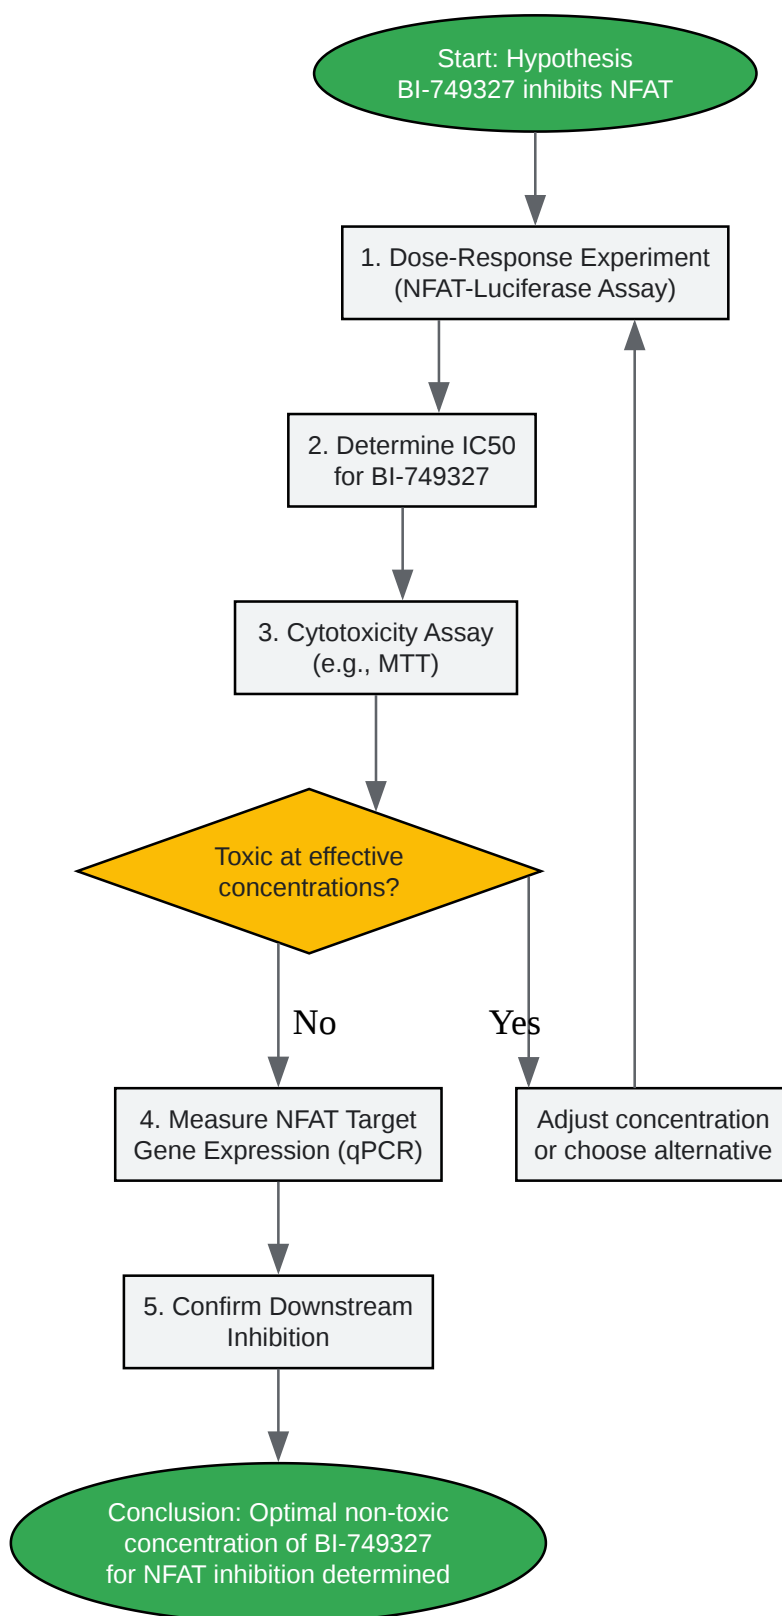 Start: Hypothesis
BI-749327 inhibits NFAT
1. Dose-Response Experiment
(NFAT-Luciferase Assay)
2. Determine IC50
for BI-749327
3. Cytotoxicity Assay
(e.g., MTT)
Toxic at effective
concentrations?
No
Yes
4. Measure NFAT Target
Gene Expression (qPCR)
Adjust concentration
or choose alternative
5. Confirm Downstream
Inhibition
Conclusion: Optimal non-toxic
concentration of BI-749327
for NFAT inhibition determined